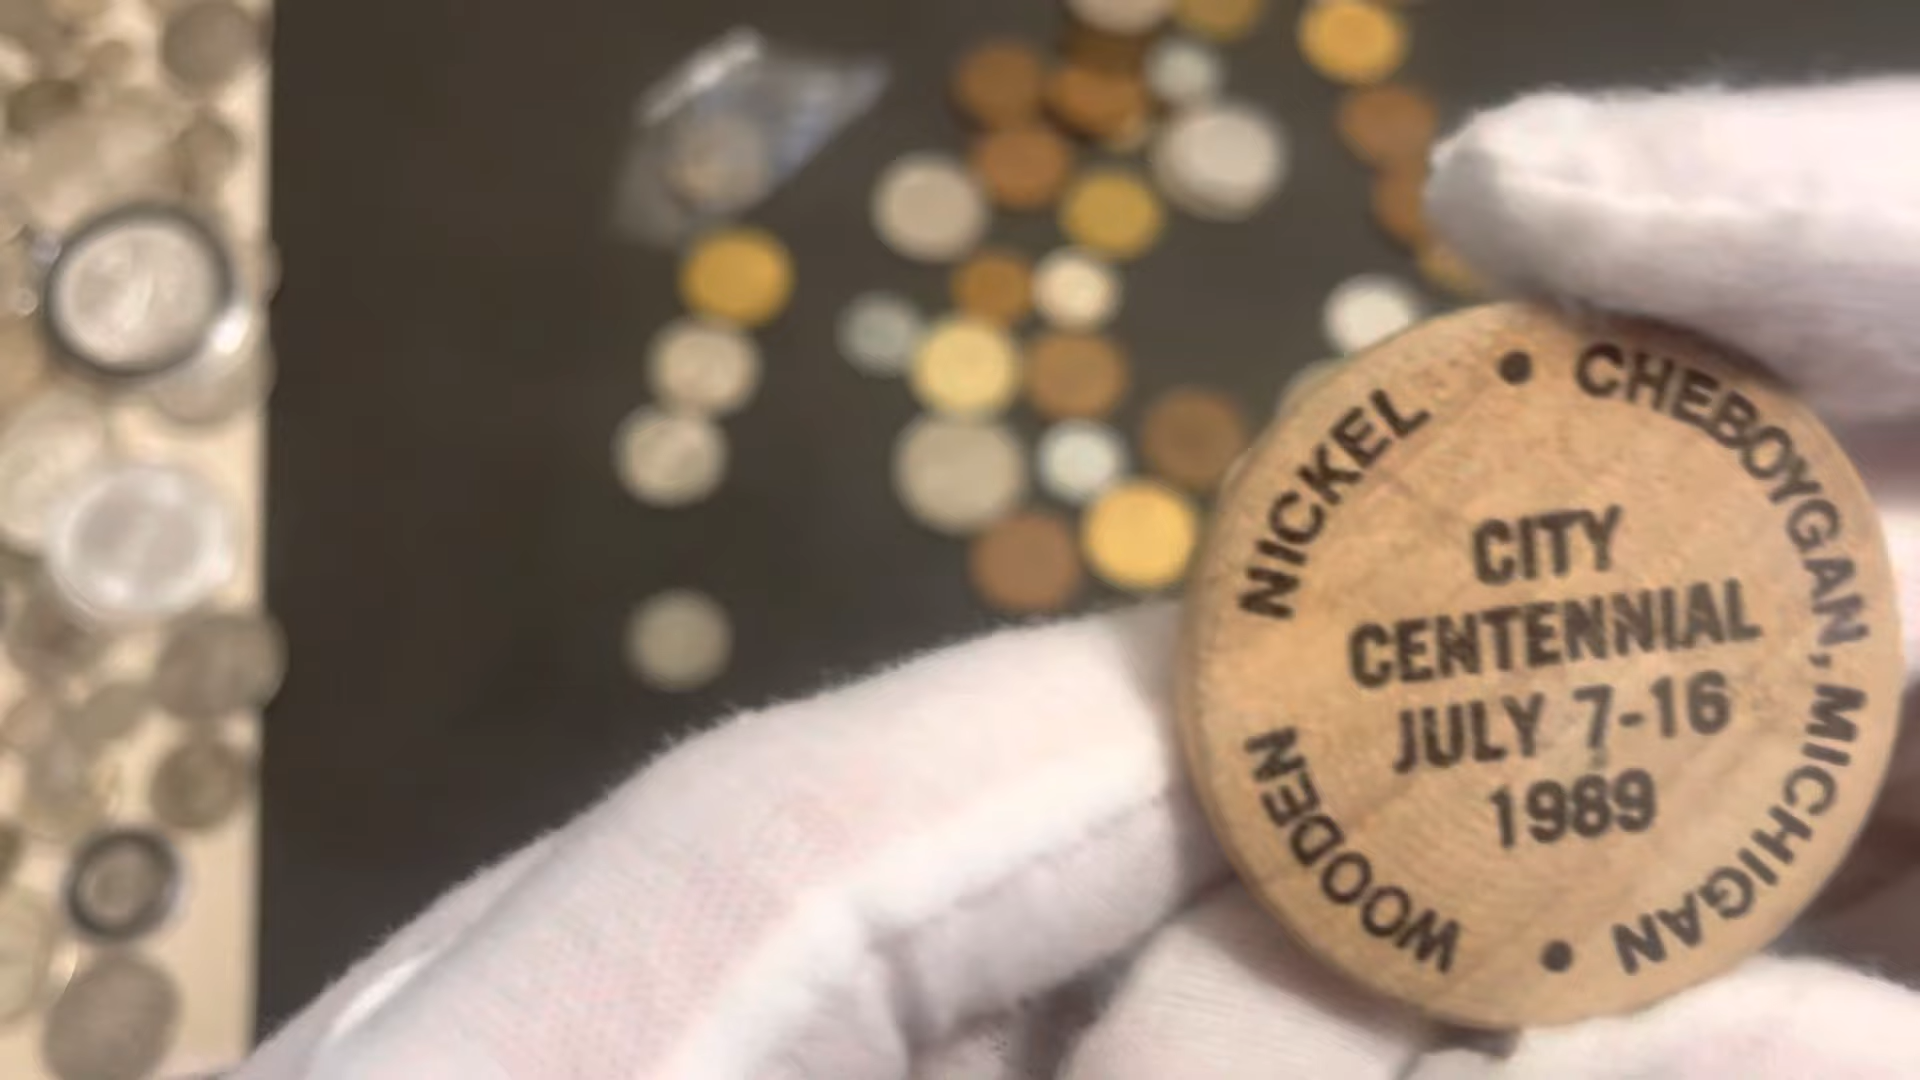 WOODEN NICKEL • CHEBOYGAN, MICHIGAN •
CITY
CENTENNIAL
JULY 7-16
1989